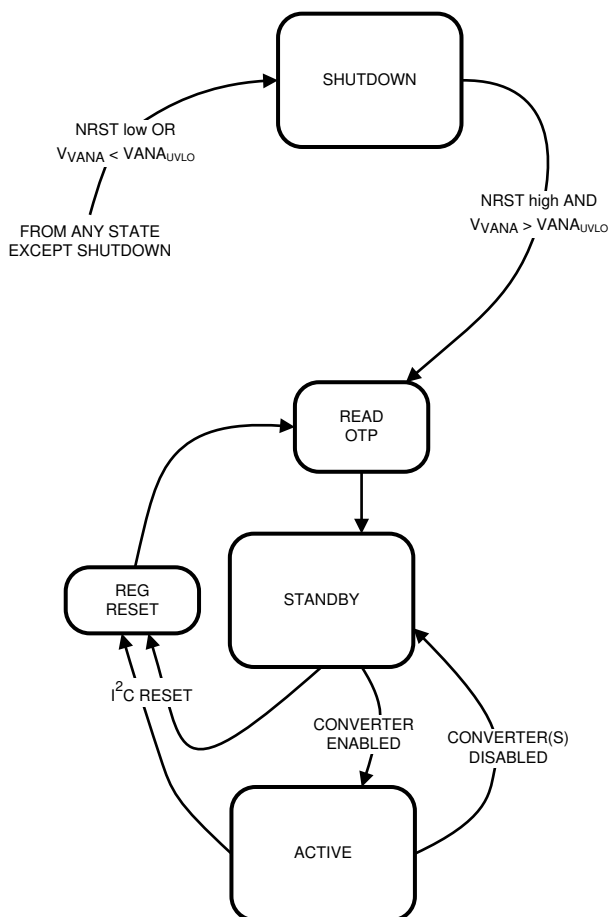 SHUTDOWN
NRST low OR
VVANA < VANAUVLO
FROM ANY STATE
EXCEPT SHUTDOWN
NRST high AND
VVANA > VANAUVLO
READ
OTP
REG
RESET
STANDBY
I2C RESET
CONVERTER
ENABLED
CONVERTER(S)
DISABLED
ACTIVE